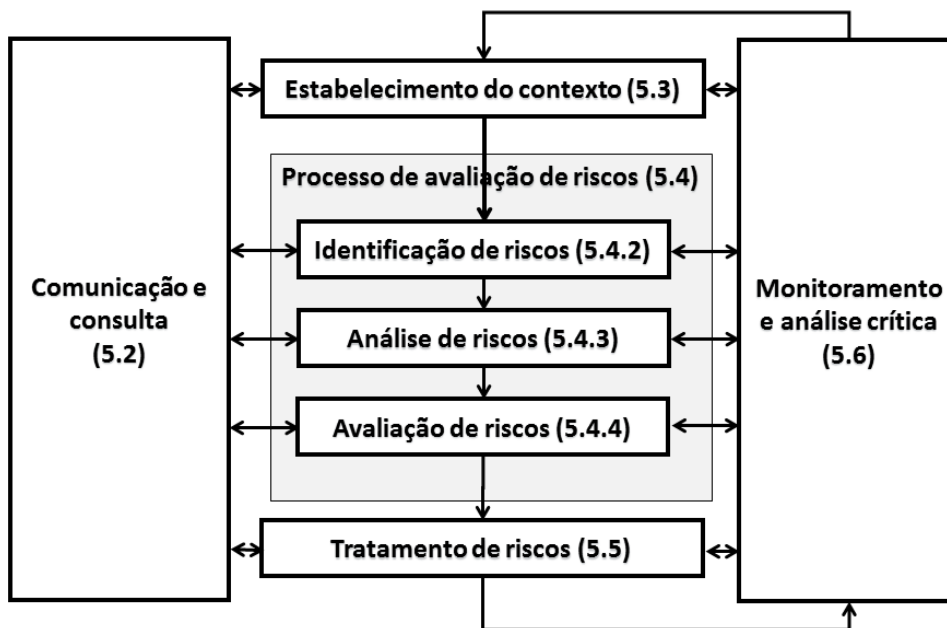 Estabelecimento do contexto (5.3)
Processo de avaliação de riscos (5.4)
Identificação de riscos (5.4.2)
Análise de riscos (5.4.3)
Avaliação de riscos (5.4.4)
Tratamento de riscos (5.5)
Comunicação e
consulta
(5.2)
Monitoramento
e análise crítica
(5.6)